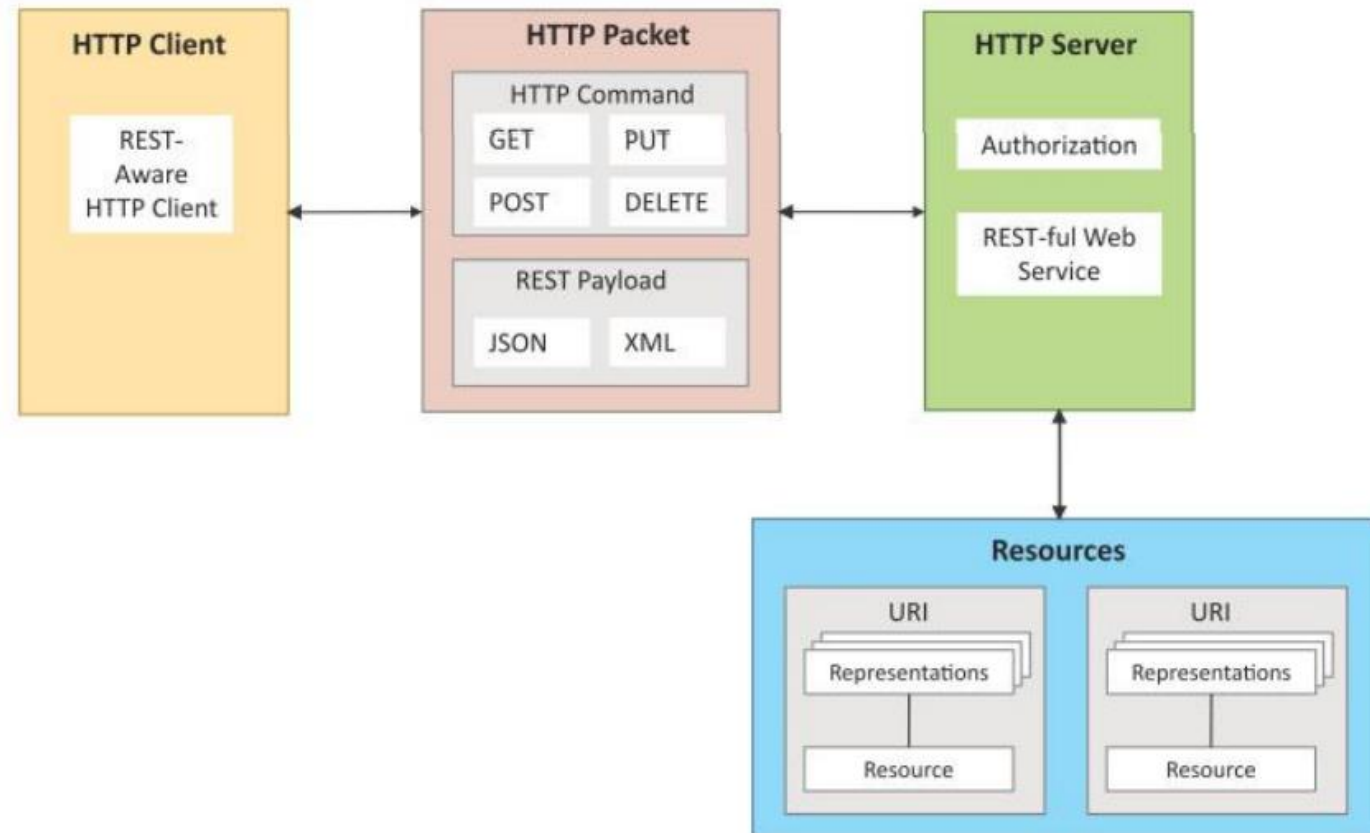 HTTP Client
REST-
Aware
HTTP Client
HTTP Packet
HTTP Command
GET
PUT
POST
DELETE
REST Payload
JSON
XML
HTTP Server
Authorization
REST-ful Web
Service
Resources
URI
Representations
Resource
URI
Representations
Resource